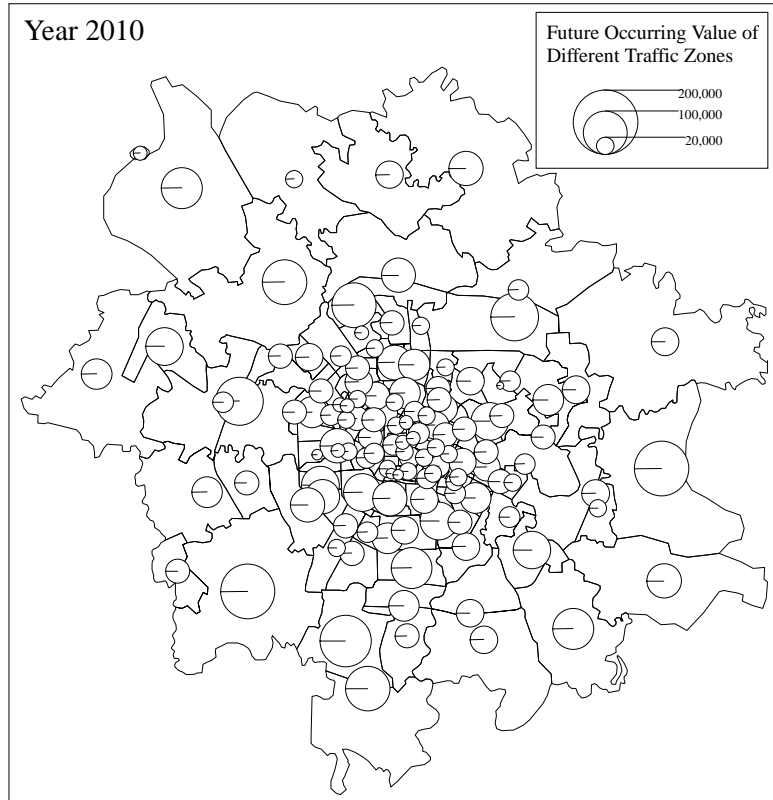 Year 2010
Future Occurring Value of
Different Traffic Zones
200,000
100,000
20,000